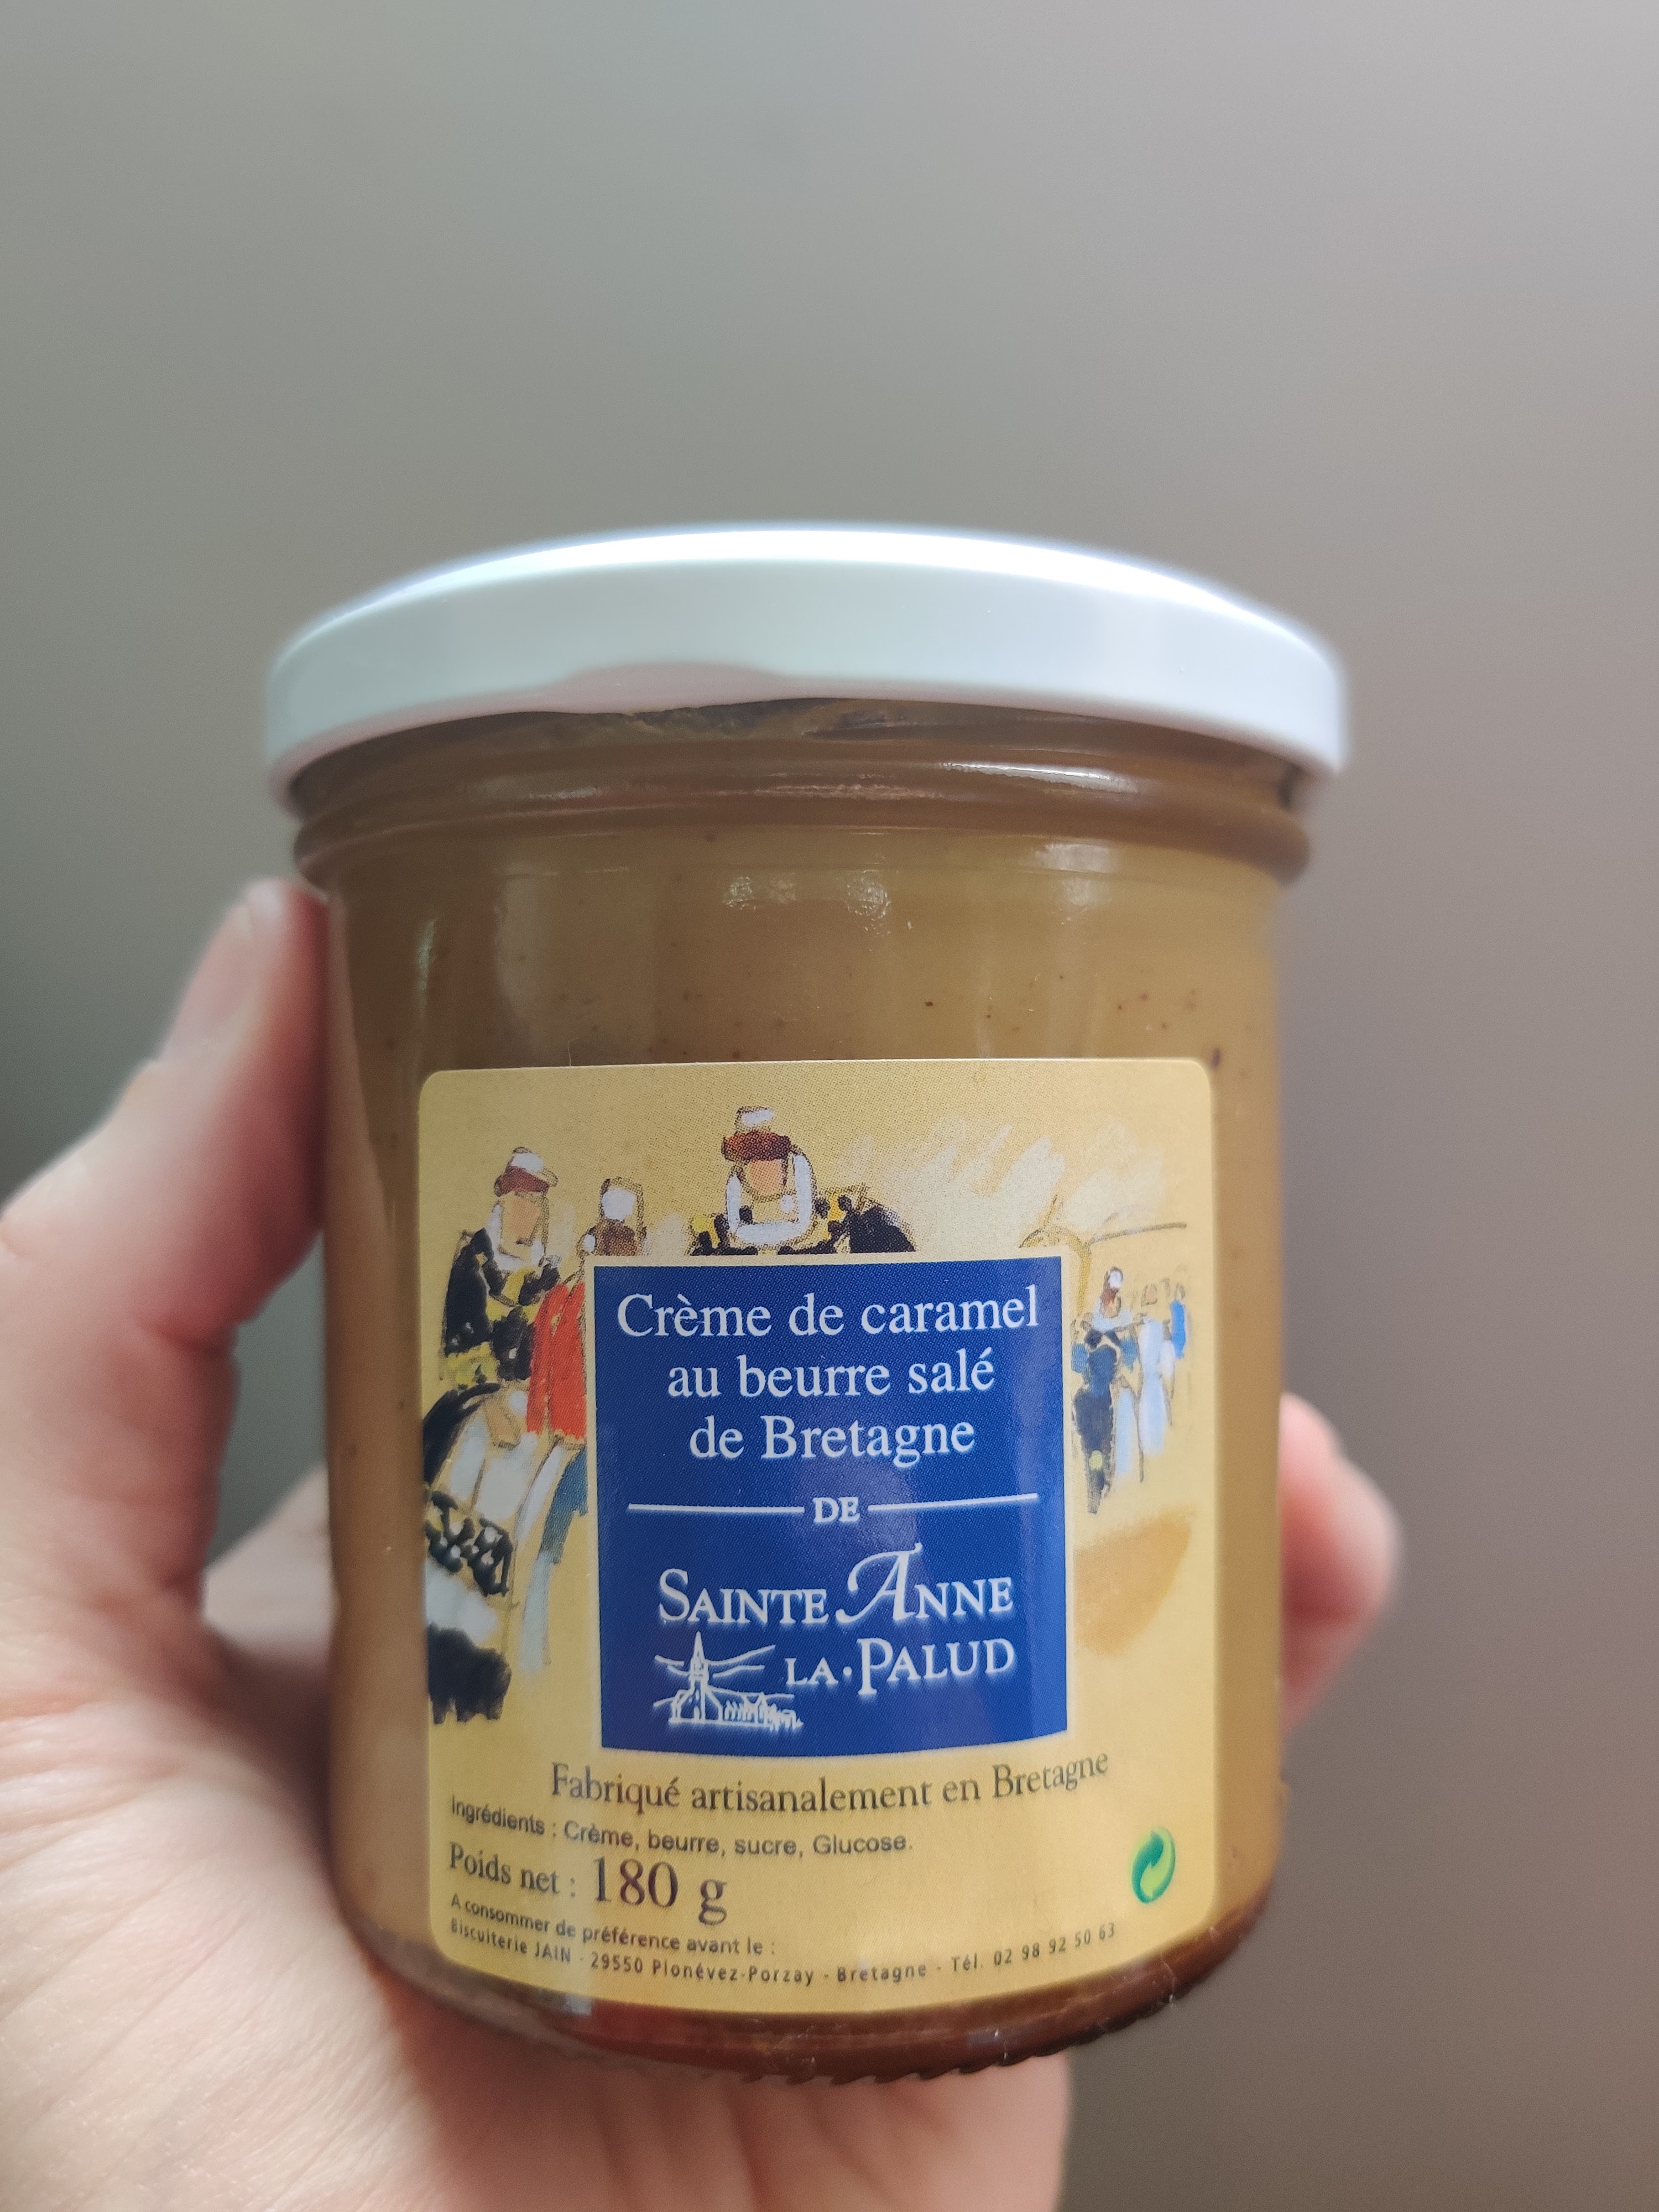 Crème de caramel
au beurre salé
de Bretagne
DE
SAINTE ANNE
LA·PALUD
Fabriqué artisanalement en Bretagne
Ingrédients : Crème, beurre, sucre, Glucose.
Poids net : 180 g
A consommer de préférence avant le :
Biscuiterie JAIN - 29550 Plonévez-Porzay - Bretagne - Tél. 02 98 92 50 63